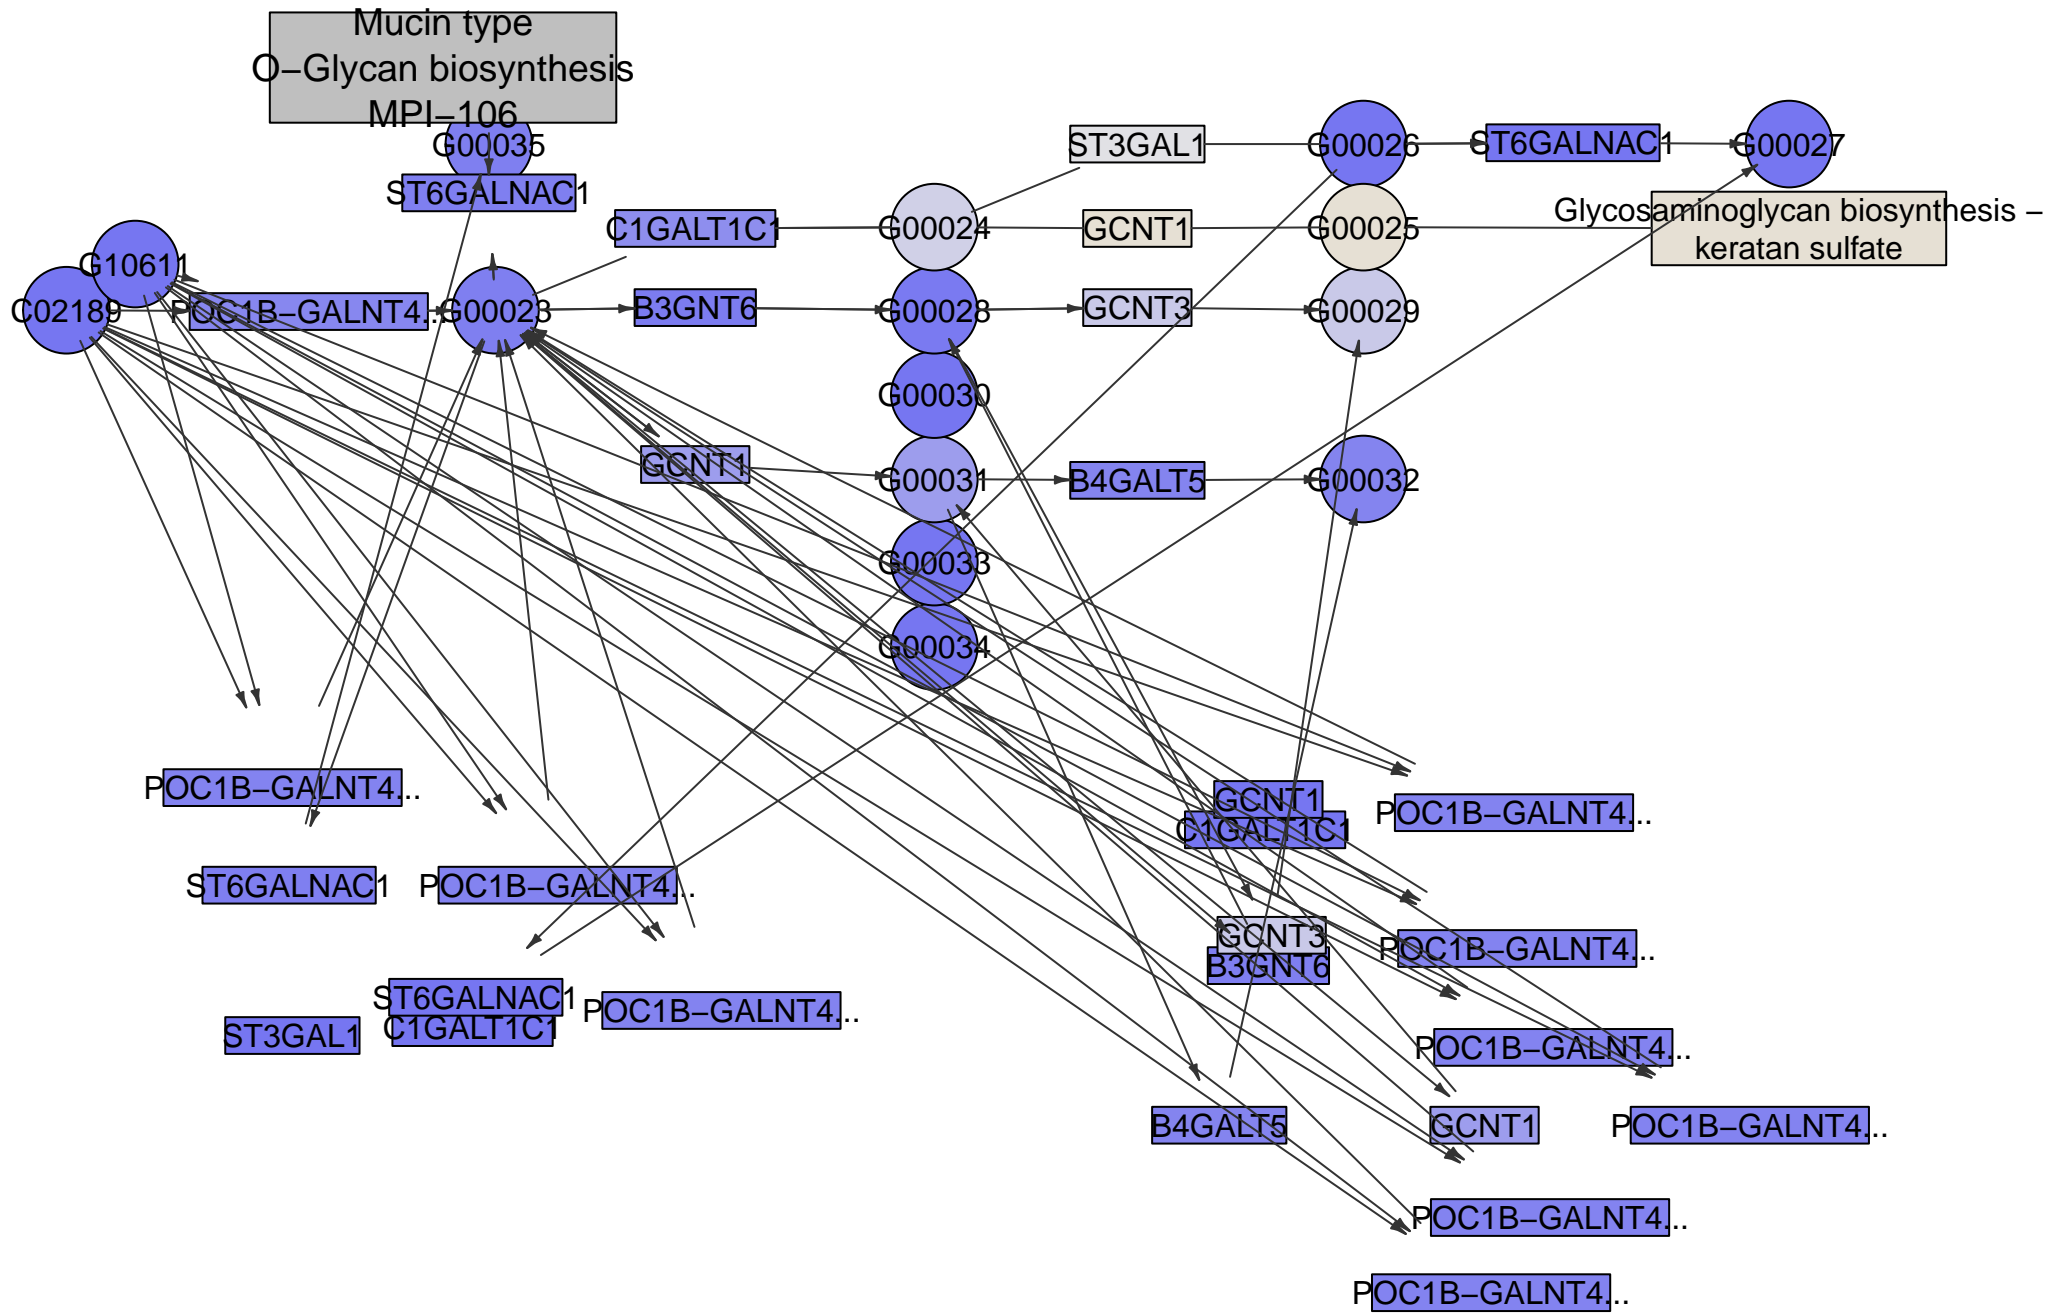 Mucin type
O−Glycan biosynthesis
MPI−106
G00035
ST6GALNAC1
ST3GAL1
G00026
ST6GALNAC1
G00027
C1GALT1C1
G00024
GCNT1
G00025
Glycosaminoglycan biosynthesis −
keratan sulfate
G10611
C02189
POC1B−GALNT4...
G00023
B3GNT6
G00028
GCNT3
G00029
G00030
GCNT1
G00031
B4GALT5
G00032
G00033
G00034
POC1B−GALNT4...
GCNT1
POC1B−GALNT4...
C1GALT1C1
ST6GALNAC1
POC1B−GALNT4...
GCNT3
POC1B−GALNT4...
B3GNT6
ST6GALNAC1
POC1B−GALNT4...
ST3GAL1
C1GALT1C1
POC1B−GALNT4...
B4GALT5
GCNT1
POC1B−GALNT4...
POC1B−GALNT4...
POC1B−GALNT4...